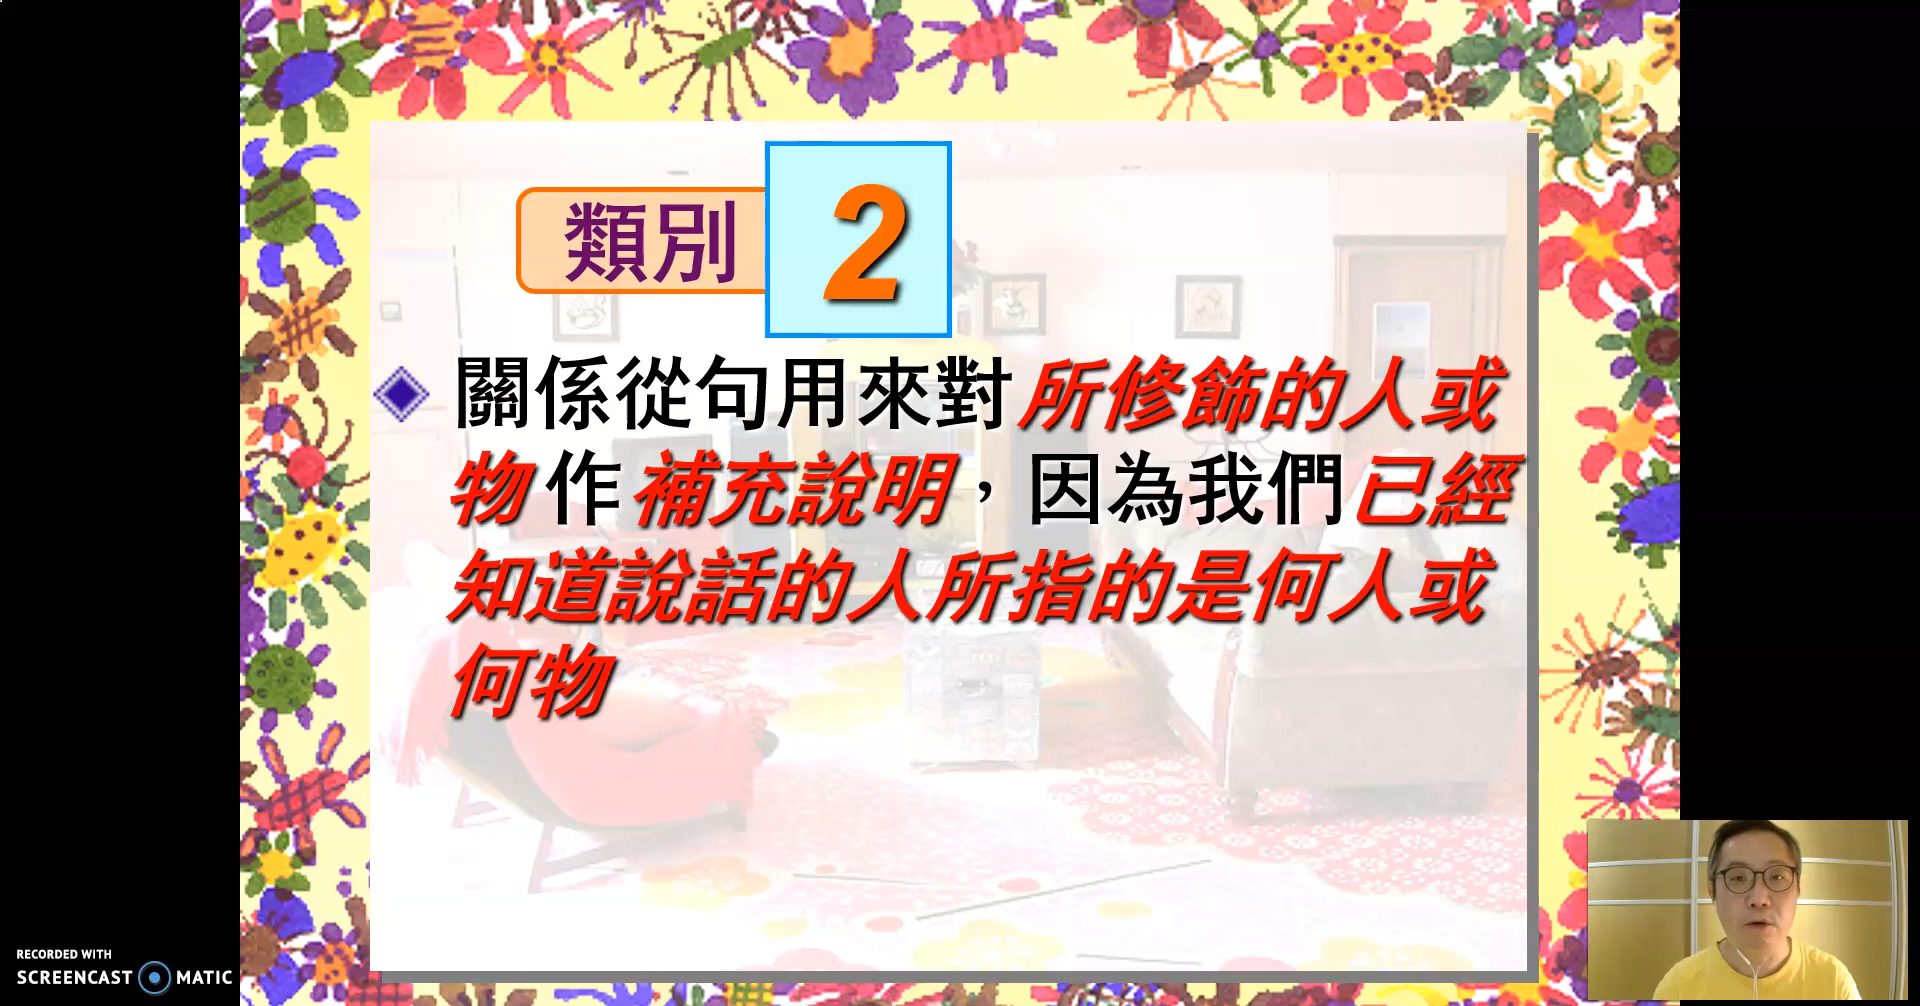 類別 2
關係從句用來對所修飾的人或
物作補充說明，因為我們已經
知道說話的人所指的是何人或
何物
RECORDED WITH
SCREENCAST MATIC